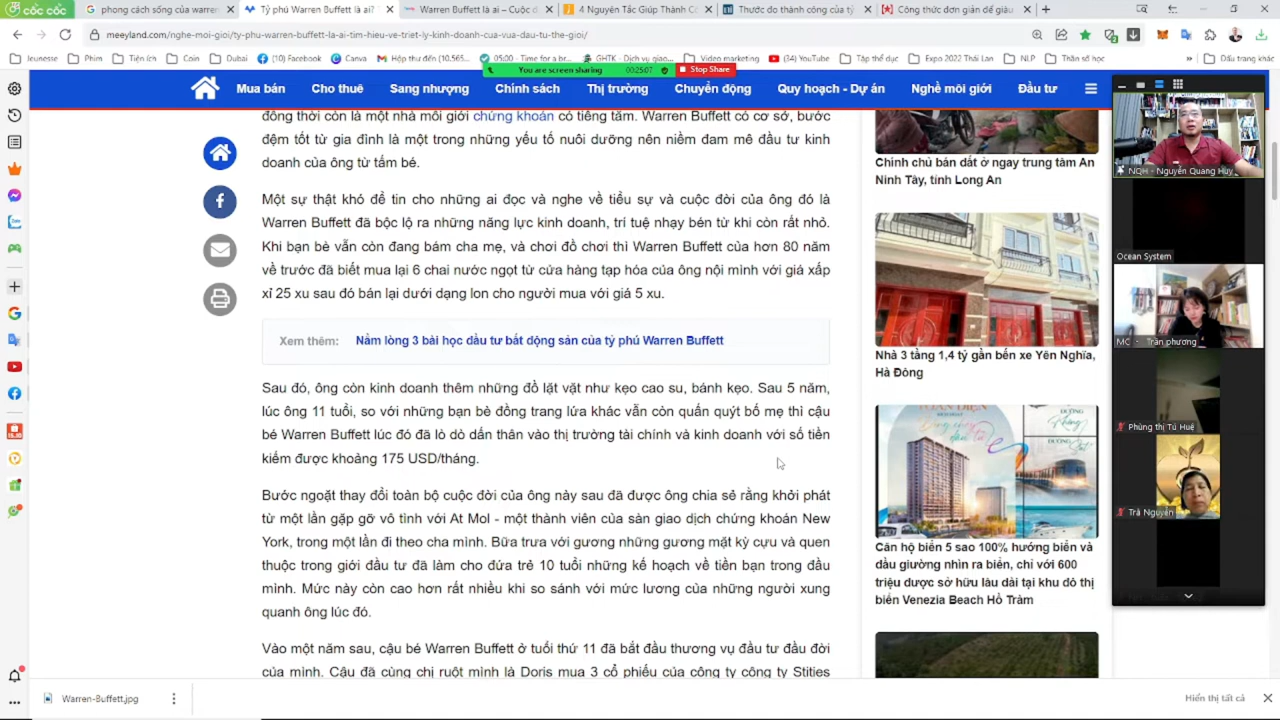 cốc cốc
phong cách sống của warren
Tỷ phú Warren Buffett là ai?
Warren Buffett là ai – Cuộc đ
4 Nguyên Tắc Giúp Thành Cô
Thước đo thành công của tỷ
Công thức đơn giản để giàu
meeyland.com/nghe-moi-gioi/ty-phu-warren-buffett-la-ai-tim-hieu-ve-triet-ly-kinh-doanh-cua-vua-dau-tu-the-gioi/
Jeunesse
Phim
Tiện ích
Coin
Dubai
(10) Facebook
Canva
Hộp thư đến (10.565...
05:00 - Time for a br...
GHTK - Dịch vụ giao...
Video marketing
(34) YouTube
Tập thể dục
Expo 2022 Thái Lan
NLP
Thần số học
Dấu trang khác
You are screen sharing
00:25:07
Stop Share
Mua bán
Cho thuê
Sang nhượng
Chính sách
Thị trường
Chuyển động
Quy hoạch - Dự án
Nghề môi giới
Đầu tư
đồng thời còn là một nhà môi giới chứng khoán có tiếng tăm. Warren Buffett có cơ sở, bước
đệm tốt từ gia đình là một trong những yếu tố nuôi dưỡng nên niềm đam mê đầu tư kinh
doanh của ông từ tấm bé.
Một sự thật khó để tin cho những ai đọc và nghe về tiểu sự và cuộc đời của ông đó là
Warren Buffett đã bộc lộ ra những năng lực kinh doanh, trí tuệ nhạy bén từ khi còn rất nhỏ.
Khi bạn bè vẫn còn đang bám cha mẹ, và chơi đồ chơi thì Warren Buffett của hơn 80 năm
về trước đã biết mua lại 6 chai nước ngọt từ cửa hàng tạp hóa của ông nội mình với giá xấp
xỉ 25 xu sau đó bán lại dưới dạng lon cho người mua với giá 5 xu.
Xem thêm: Nằm lòng 3 bài học đầu tư bất động sản của tỷ phú Warren Buffett
Sau đó, ông còn kinh doanh thêm những đồ lặt vặt như kẹo cao su, bánh kẹo. Sau 5 năm,
lúc ông 11 tuổi, so với những bạn bè đồng trang lứa khác vẫn còn quấn quýt bố mẹ thì cậu
bé Warren Buffett lúc đó đã lò dò dấn thân vào thị trường tài chính và kinh doanh với số tiền
kiếm được khoảng 175 USD/tháng.
Bước ngoặt thay đổi toàn bộ cuộc đời của ông này sau đã được ông chia sẻ rằng khởi phát
từ một lần gặp gỡ vô tình với At Mol - một thành viên của sàn giao dịch chứng khoán New
York, trong một lần đi theo cha mình. Bữa trưa với gương những gương mặt kỳ cựu và quen
thuộc trong giới đầu tư đã làm cho đứa trẻ 10 tuổi những kế hoạch về tiền bạn trong đầu
mình. Mức này còn cao hơn rất nhiều khi so sánh với mức lương của những người xung
quanh ông lúc đó.
Vào một năm sau, cậu bé Warren Buffett ở tuổi thứ 11 đã bắt đầu thương vụ đầu tư đầu đời
của mình. Cậu đã cùng chị ruột mình là Doris mua 3 cổ phiếu của công ty công ty Stities
Chính chủ bán đất ở ngay trung tâm An
Ninh Tây, tỉnh Long An
Nhà 3 tầng 1,4 tỷ gần bến xe Yên Nghĩa,
Hà Đông
Căn hộ biển 5 sao 100% hướng biển và
đầu giường nhìn ra biển, chỉ với 600
triệu được sở hữu lâu dài tại khu đô thị
biển Venezia Beach Hồ Tràm
NQH - Nguyễn Quang Huy
Ocean System
MC - Trần phương
Phùng thị Tú Huệ
Trà Nguyễn
Warren-Buffett.jpg
Hiển thị tất cả